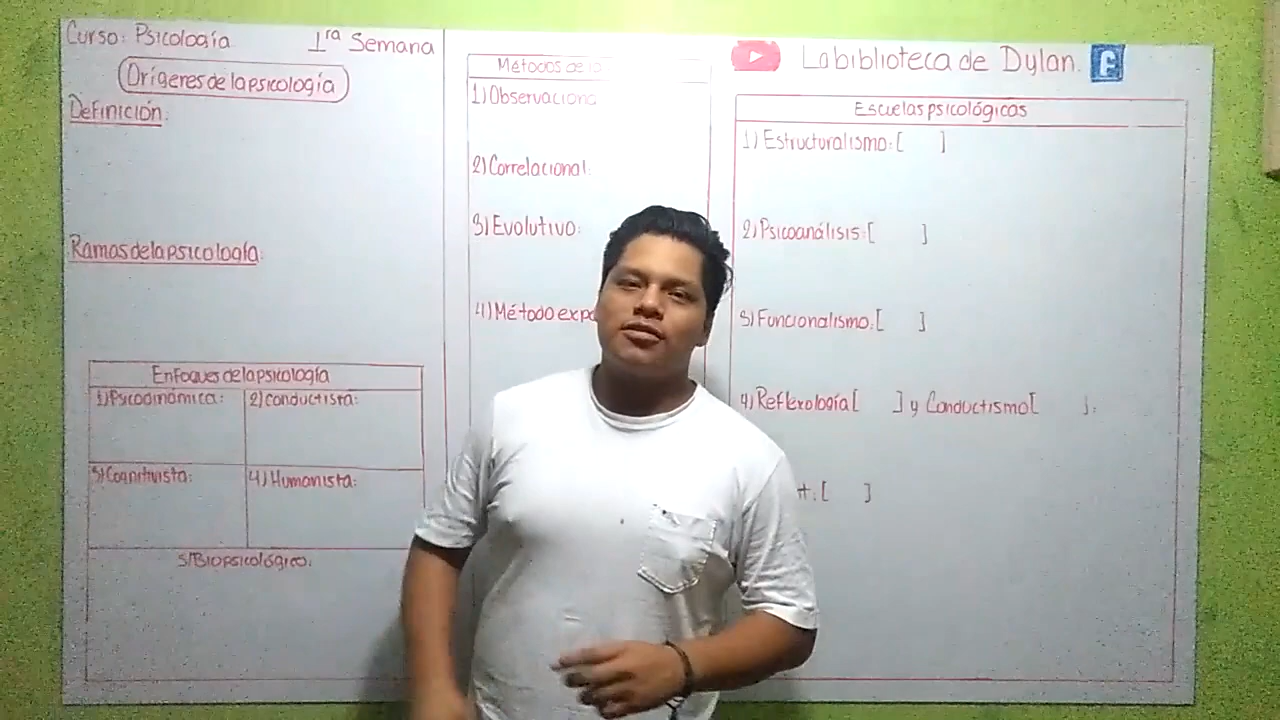 Curso: Psicología
1ra Semana
Orígenes de la psicología
Definición:
Ramas de la psicología:
Enfoques de la psicología
1) Psicodinámica:
2) conductista:
3) Cognitivista:
4) Humanista:
5) Biopsicológico:
Métodos de la
1) Observaciona
2) Correlacional:
3) Evolutivo:
4) Método expe
La biblioteca de Dylan.
Escuelas psicológicas
1) Estructuralismo: [ ]
2) Psicoanálisis: [ ]
3) Funcionalismo: [ ]
4) Reflexología [ ] y Conductismo [ ]:
t: [ ]